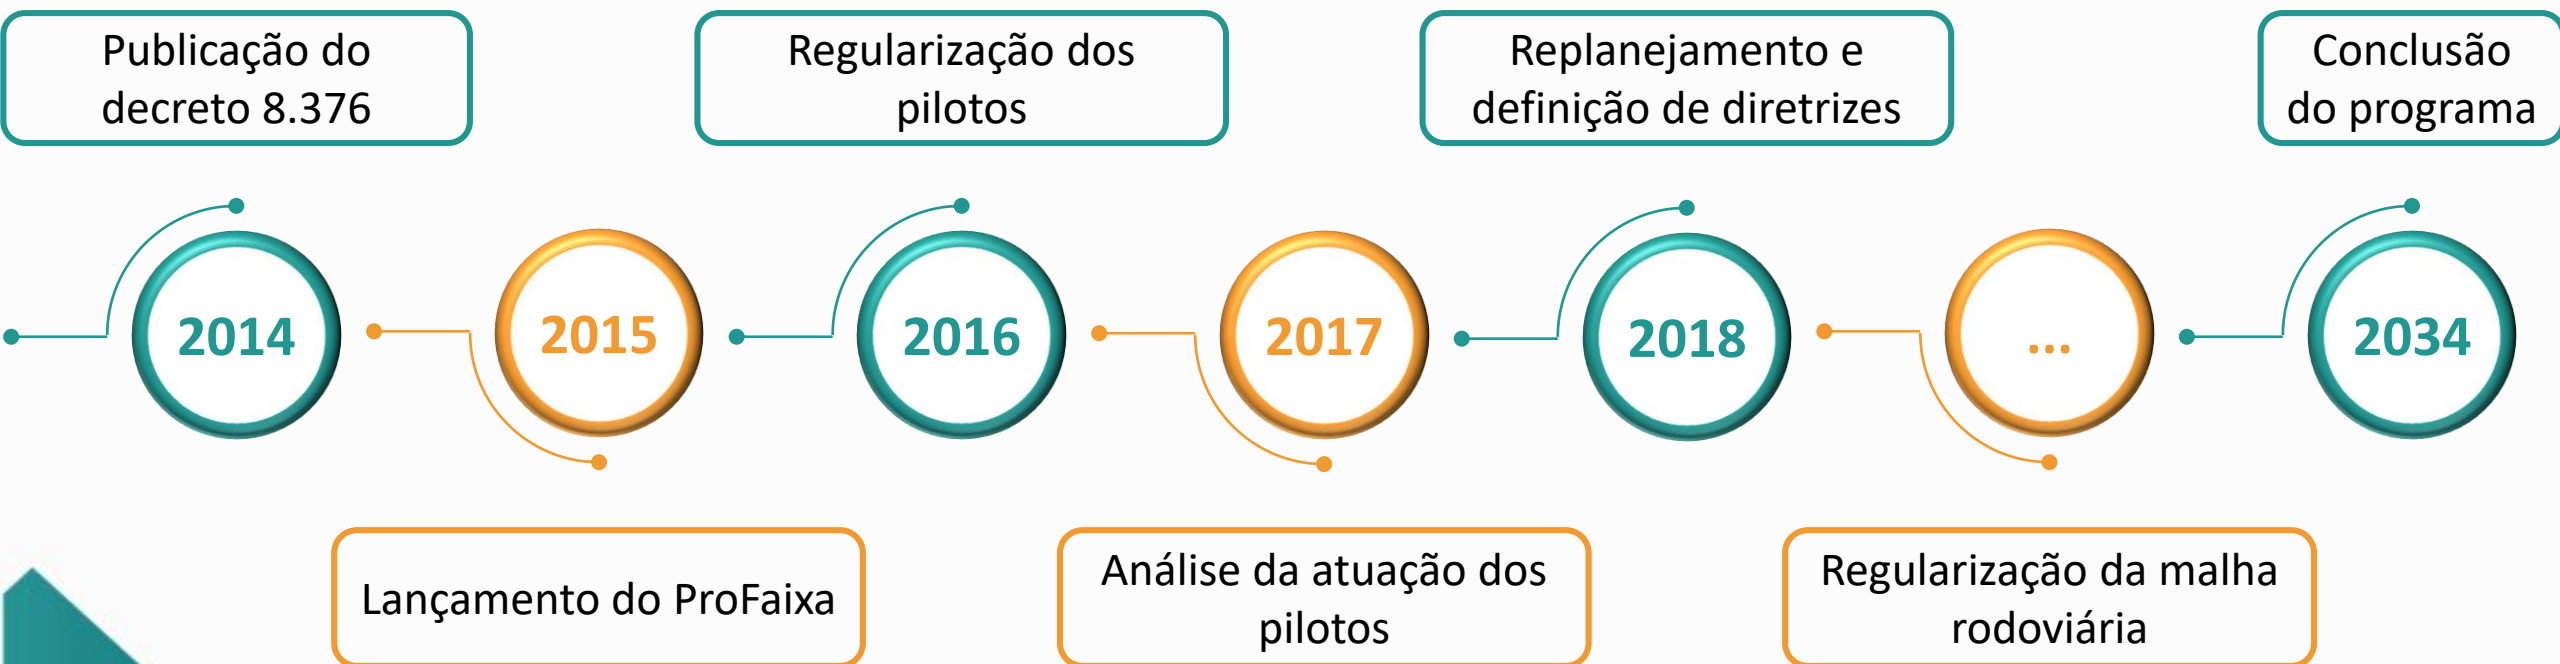 Publicação do
decreto 8.376
Regularização dos
pilotos
Replanejamento e
definição de diretrizes
Conclusão
do programa
2014
2015
2016
2017
2018
...
2034
Lançamento do ProFaixa
Análise da atuação dos
pilotos
Regularização da malha
rodoviária